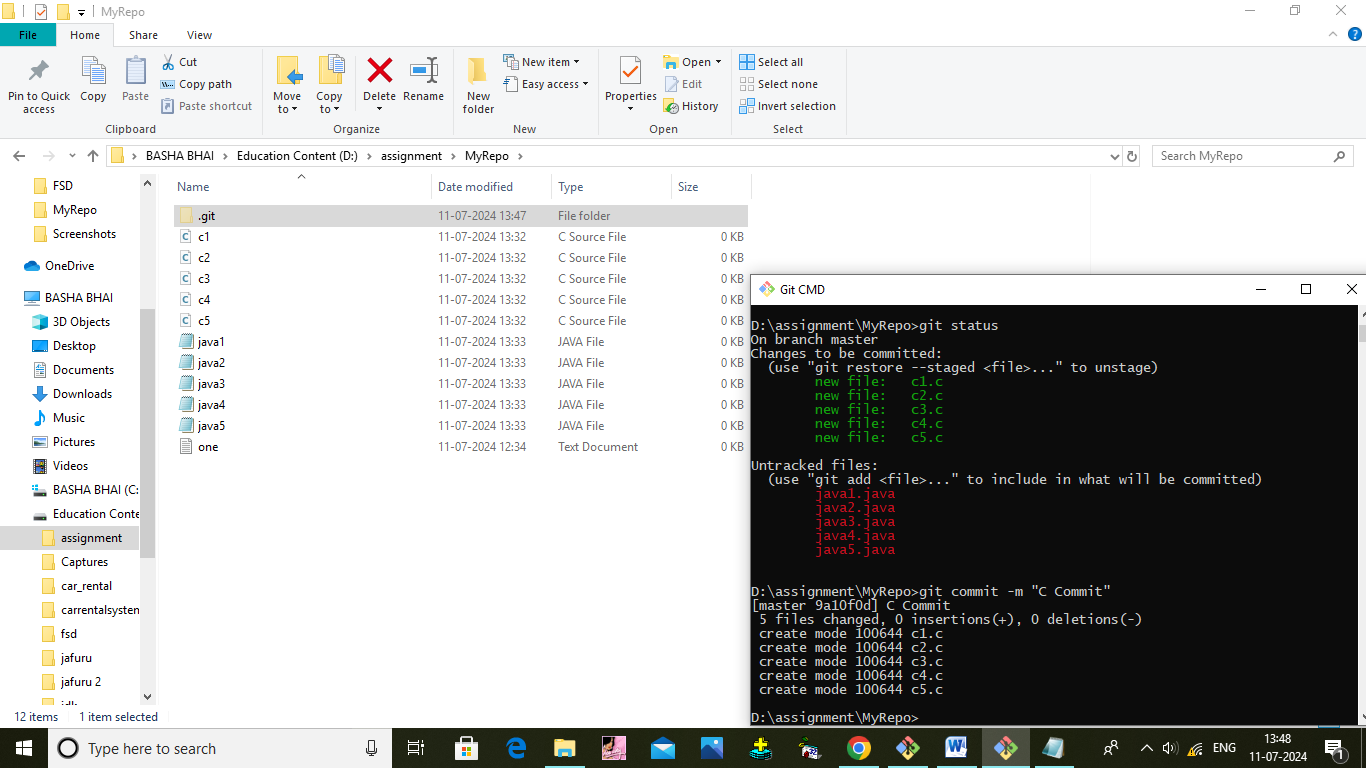 MyRepo
File Home Share View
Pin to Quick access
Copy
Paste
Cut
Copy path
Paste shortcut
Clipboard
Move to
Copy to
Delete
Rename
Organize
New folder
New item
Easy access
New
Properties
Open
Edit
History
Open
Select all
Select none
Invert selection
Select
BASHA BHAI > Education Content (D:) > assignment > MyRepo >
Search MyRepo
FSD
MyRepo
Screenshots
OneDrive
BASHA BHAI
3D Objects
Desktop
Documents
Downloads
Music
Pictures
Videos
BASHA BHAI (C:
Education Conte
assignment
Captures
car_rental
carrentalsystem
fsd
jafuru
jafuru 2
Name Date modified Type Size
.git 11-07-2024 13:47 File folder
c1 11-07-2024 13:32 C Source File 0 KB
c2 11-07-2024 13:32 C Source File 0 KB
c3 11-07-2024 13:32 C Source File 0 KB
c4 11-07-2024 13:32 C Source File 0 KB
c5 11-07-2024 13:32 C Source File 0 KB
java1 11-07-2024 13:33 JAVA File 0 KB
java2 11-07-2024 13:33 JAVA File 0 KB
java3 11-07-2024 13:33 JAVA File 0 KB
java4 11-07-2024 13:33 JAVA File 0 KB
java5 11-07-2024 13:33 JAVA File 0 KB
one 11-07-2024 12:34 Text Document 0 KB
12 items 1 item selected
Git CMD
D:\assignment\MyRepo>git status
On branch master
Changes to be committed:
(use "git restore --staged <file>..." to unstage)
new file: c1.c
new file: c2.c
new file: c3.c
new file: c4.c
new file: c5.c
Untracked files:
(use "git add <file>..." to include in what will be committed)
java1.java
java2.java
java3.java
java4.java
java5.java
D:\assignment\MyRepo>git commit -m "C Commit"
[master 9a10f0d] C Commit
5 files changed, 0 insertions(+), 0 deletions(-)
create mode 100644 c1.c
create mode 100644 c2.c
create mode 100644 c3.c
create mode 100644 c4.c
create mode 100644 c5.c
D:\assignment\MyRepo>
Type here to search
ENG
13:48
11-07-2024
1